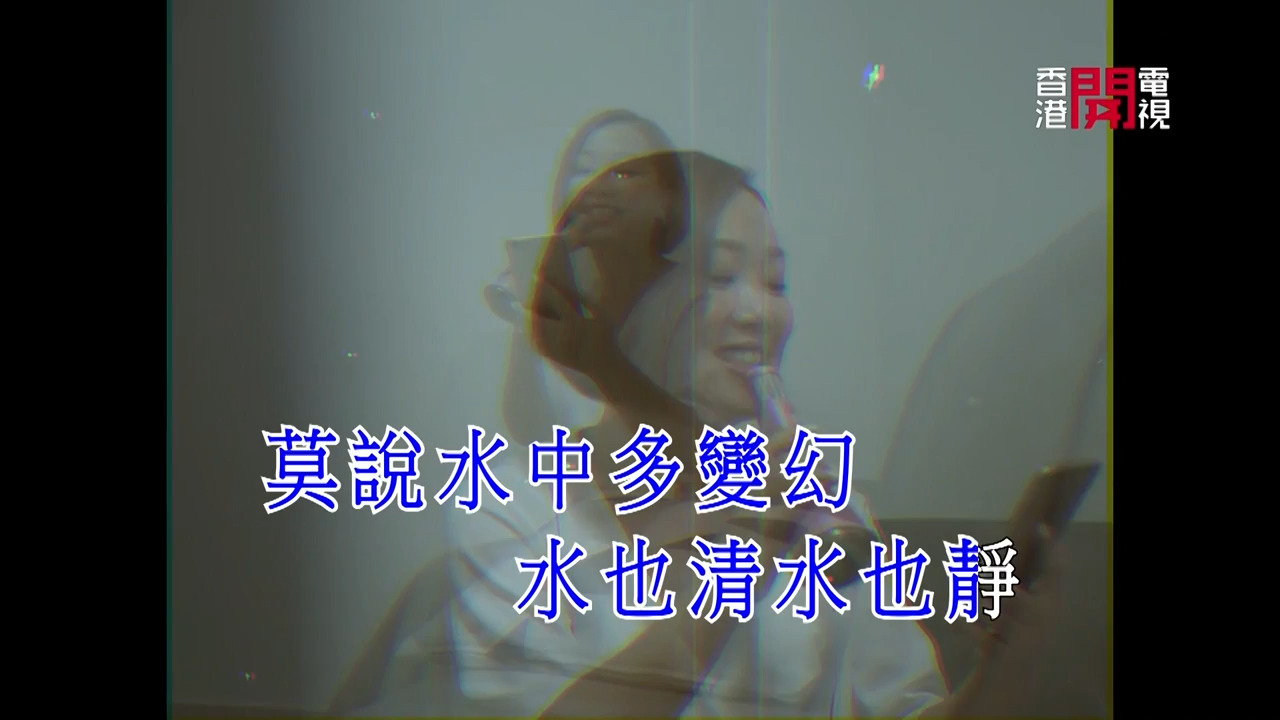 香港開電視
莫說水中多變幻
水也清水也靜